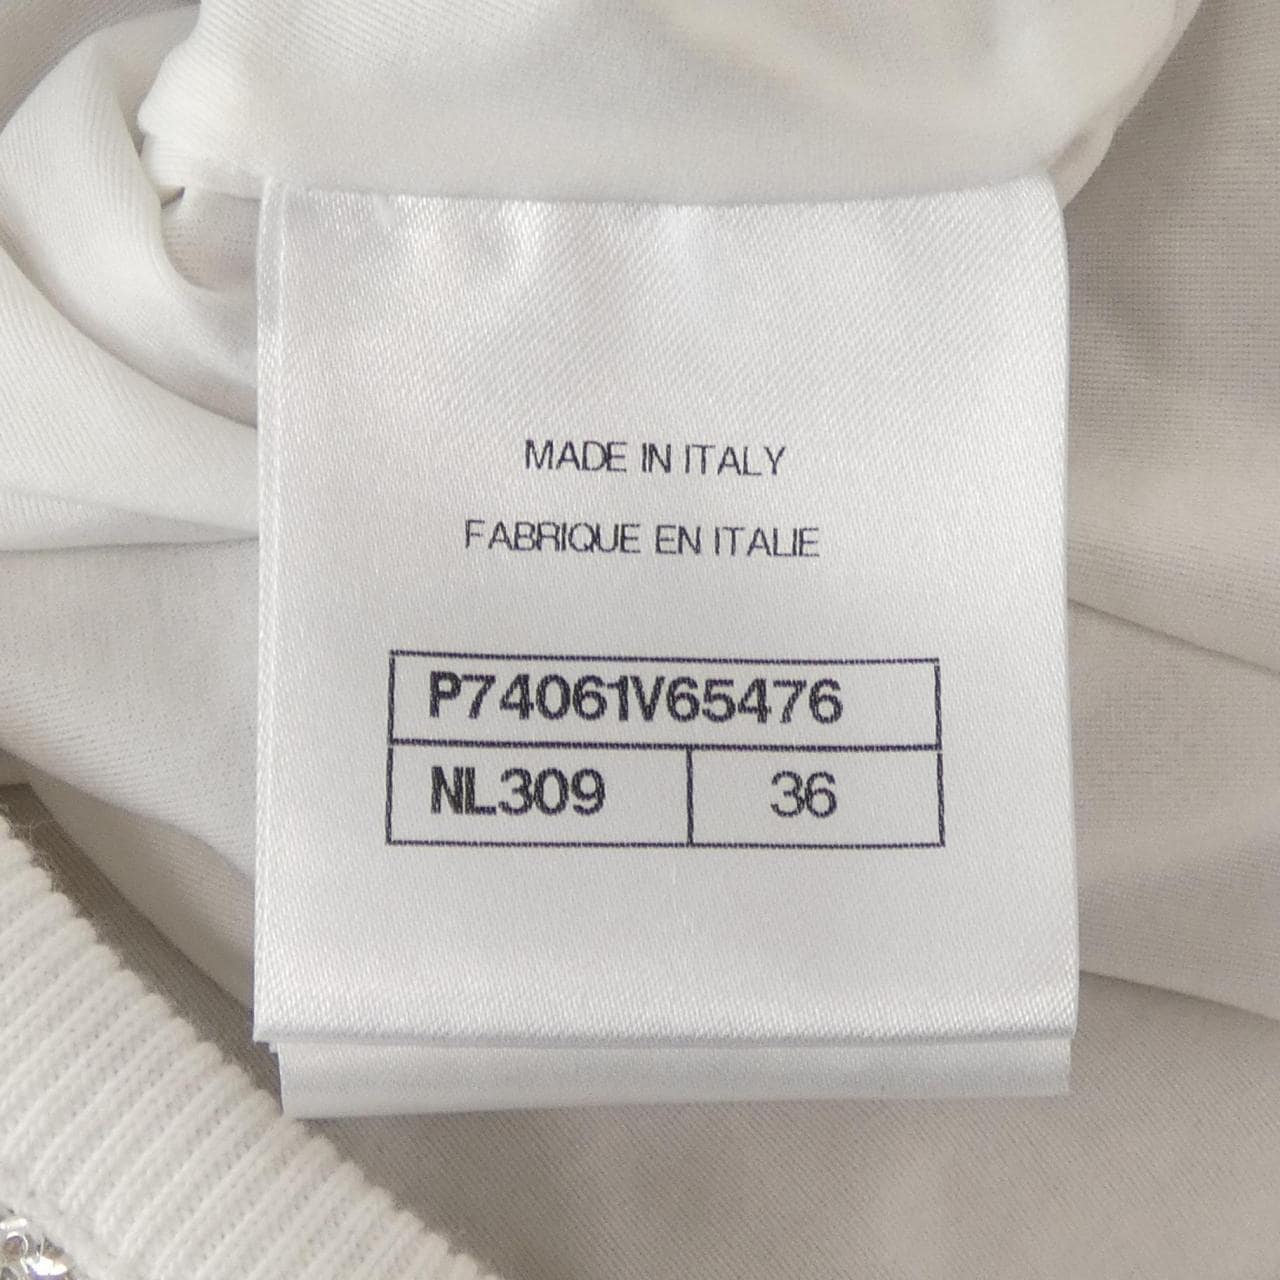 MADE IN ITALY
FABRIQUE EN ITALIE
P74061V65476
NL309 36